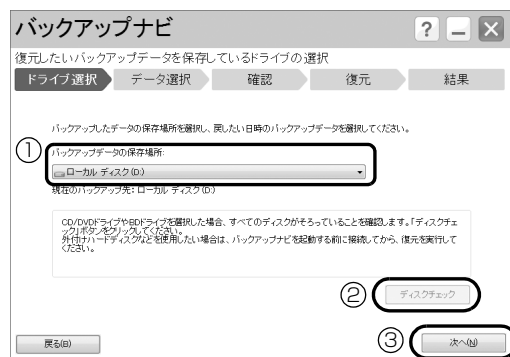 バックアップナビ
? － ×
復元したいバックアップデータを保存しているドライブの選択
ドライブ選択 データ選択 確認 復元 結果
バックアップしたデータの保存場所を選択し、戻したい日時のバックアップデータを選択してください。
①
バックアップデータの保存場所:
ローカル ディスク(D:)
現在のバックアップ先: ローカル ディスク(D:)
CD/DVDドライブやBDドライブを選択した場合、すべてのディスクがそろっていることを確認します。「ディスクチェ
ック」ボタンをクリックしてください。
外付けハードディスクなどを使用したい場合は、バックアップナビを起動する前に接続してから、復元を実行して
ください。
② ディスクチェック
戻る(B) ③ 次へ(N)